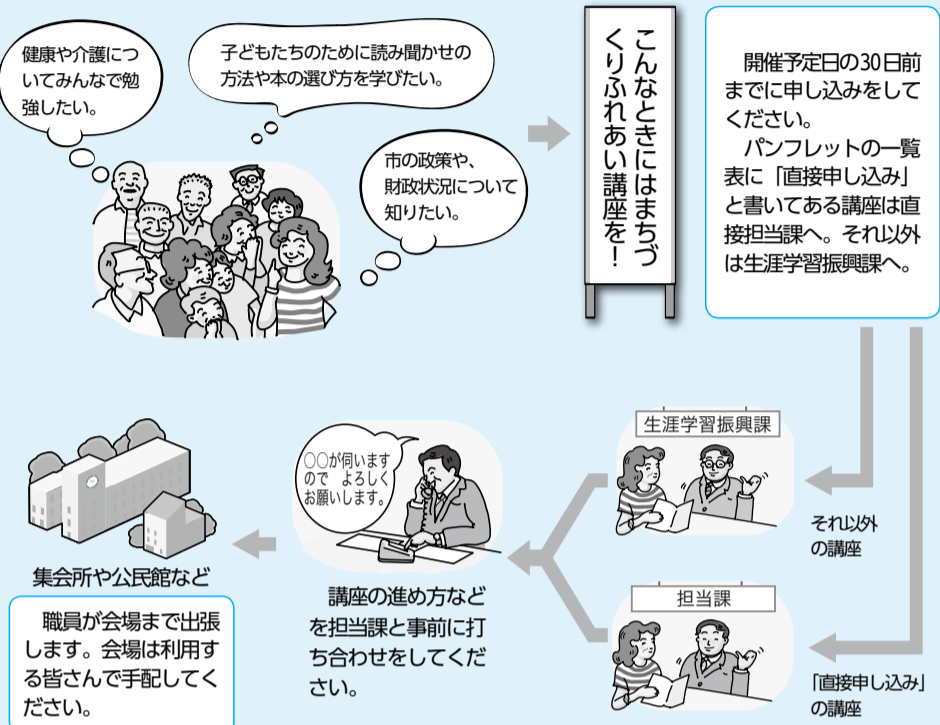 健康や介護につ
いてみんなで勉
強したい。
子どもたちのために読み聞かせの
方法や本の選び方を学びたい。
市の政策や、
財政状況について
知りたい。
こんなときにはまちづ
くりふれあい講座を！
開催予定日の30日前
までに申し込みをして
ください。
パンフレットの一覧
表に「直接申し込み」
と書いてある講座は直
接担当課へ。それ以外
は生涯学習振興課へ。
生涯学習振興課
それ以外
の講座
担当課
「直接申し込み」
の講座
○○が伺います
ので　よろしく
お願いします。
講座の進め方など
を担当課と事前に打
ち合わせをしてくだ
さい。
集会所や公民館など
職員が会場まで出張
します。会場は利用す
る皆さんで手配してく
ださい。